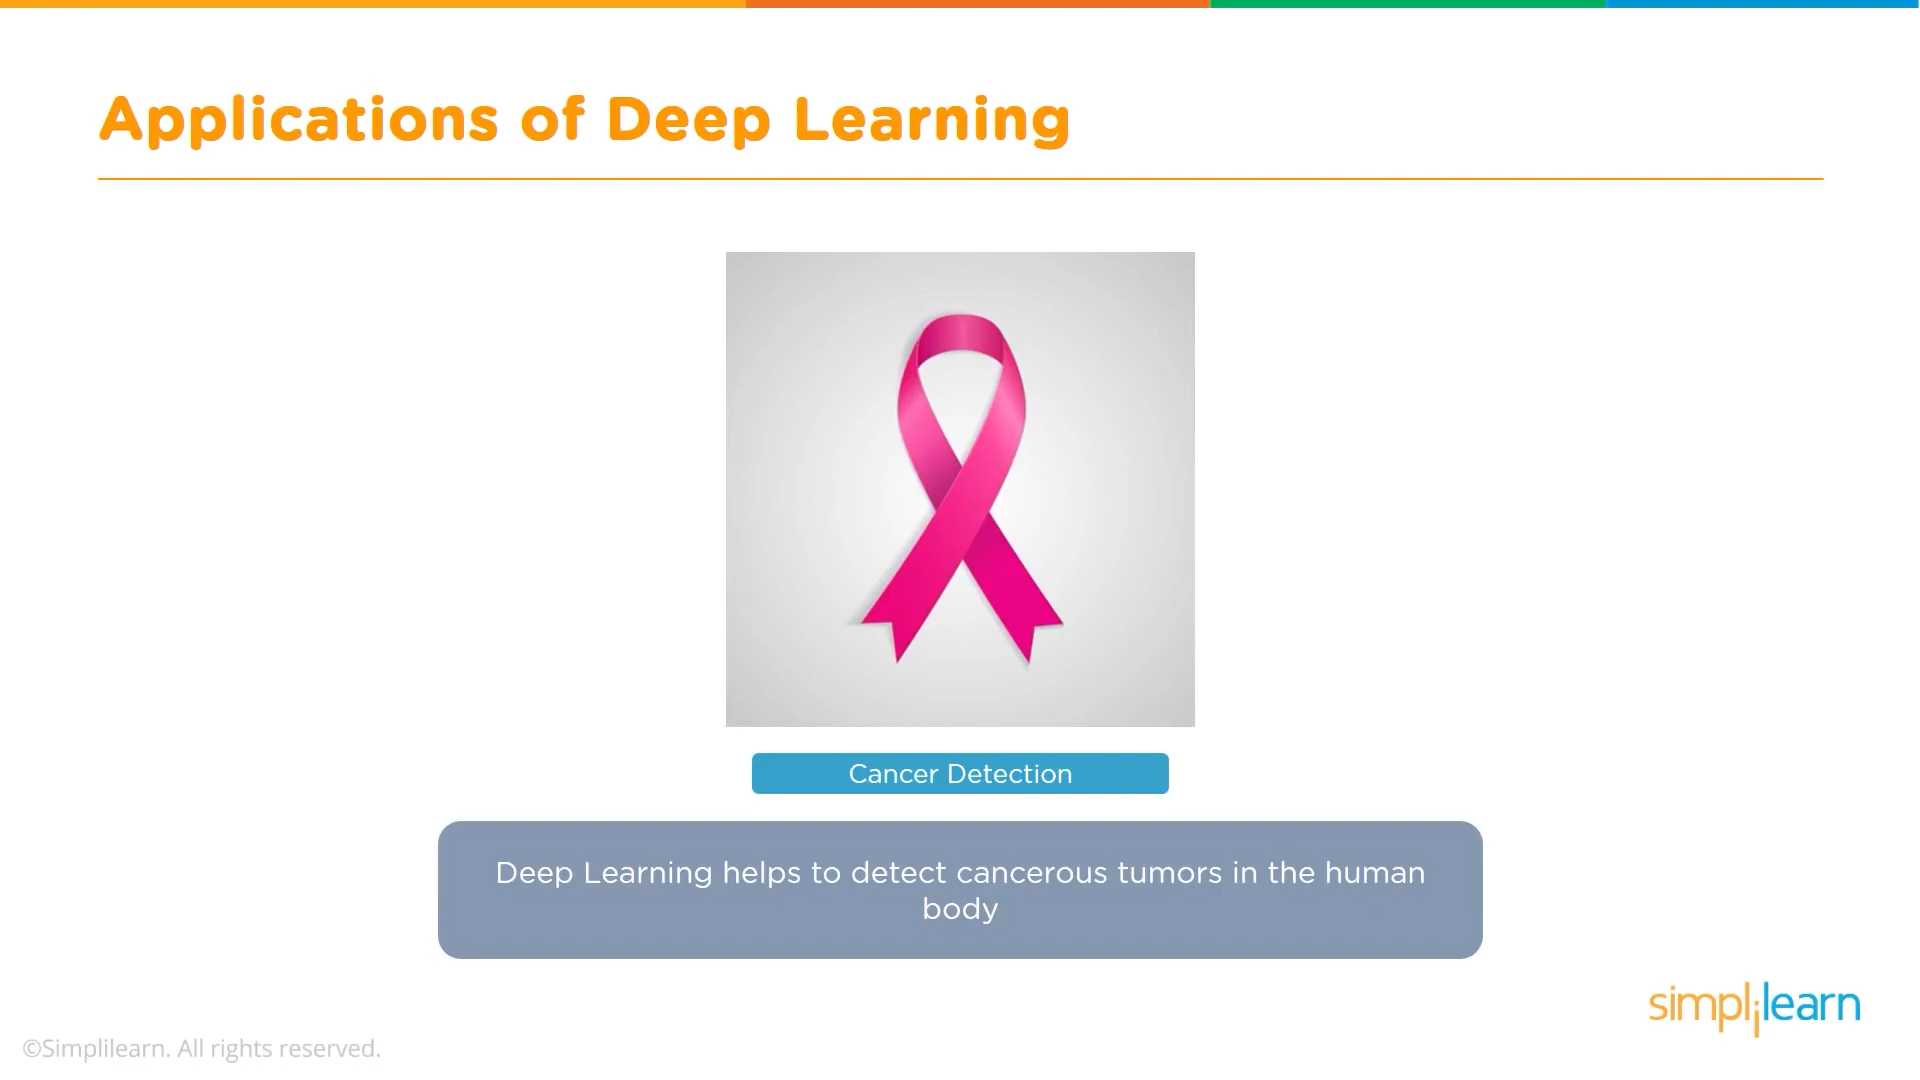 Applications of Deep Learning
Cancer Detection
Deep Learning helps to detect cancerous tumors in the human
body
simplilearn
©Simplilearn. All rights reserved.